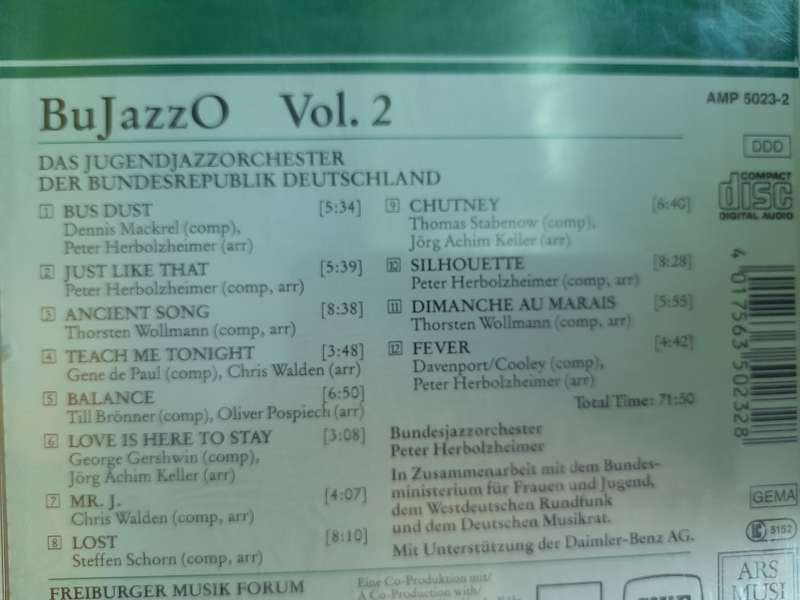 BuJazzO Vol. 2
AMP 5023-2
DAS JUGENDJAZZORCHESTER
DER BUNDESREPUBLIK DEUTSCHLAND
DDD
COMPACT
disc
DIGITAL AUDIO
1 BUS DUST [5:34]
Dennis Mackrel (comp),
Peter Herbolzheimer (arr)
2 JUST LIKE THAT [5:39]
Peter Herbolzheimer (comp, arr)
3 ANCIENT SONG [8:38]
Thorsten Wollmann (comp, arr)
4 TEACH ME TONIGHT [3:48]
Gene de Paul (comp), Chris Walden (arr)
5 BALANCE [6:50]
Till Brönner (comp), Oliver Pospiech (arr)
6 LOVE IS HERE TO STAY [3:08]
George Gershwin (comp),
Jörg Achim Keller (arr)
7 MR. J. [4:07]
Chris Walden (comp, arr)
8 LOST [8:10]
Steffen Schorn (comp, arr)
9 CHUTNEY [6:40]
Thomas Stabenow (comp),
Jörg Achim Keller (arr)
10 SILHOUETTE [8:28]
Peter Herbolzheimer (comp, arr)
11 DIMANCHE AU MARAIS [5:55]
Thorsten Wollmann (comp, arr)
12 FEVER [4:42]
Davenport/Cooley (comp),
Peter Herbolzheimer (arr)
Total Time: 71:50
Bundesjazzorchester
Peter Herbolzheimer
In Zusammenarbeit mit dem Bundes-
ministerium für Frauen und Jugend,
dem Westdeutschen Rundfunk
und dem Deutschen Musikrat.
Mit Unterstützung der Daimler-Benz AG.
4 017563 502328
GEMA
LC 5152
FREIBURGER MUSIK FORUM
Eine Co-Produktion mit/
A Co-Production with/
ARS
MUSI